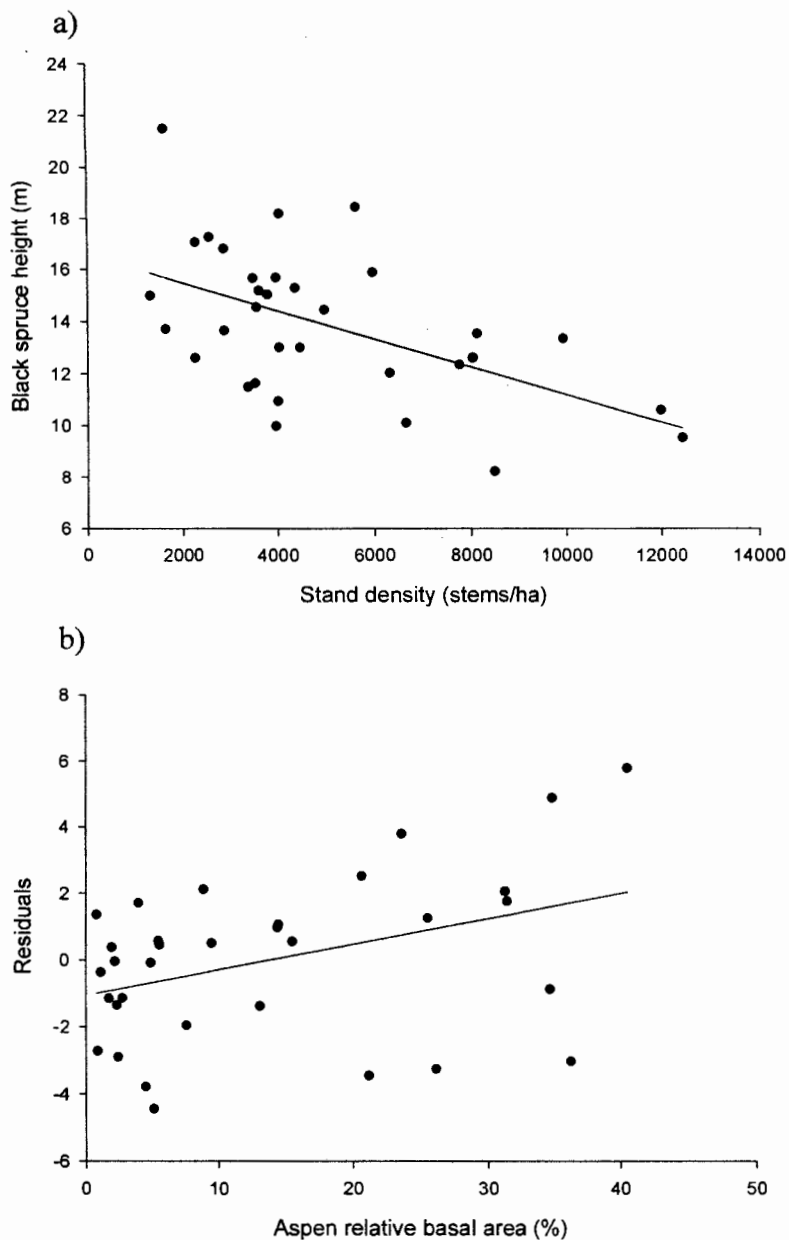 a)
24
22
20
18
16
14
12
10
8
6
Black spruce height (m)
0 2000 4000 6000 8000 10000 12000 14000
Stand density (stems/ha)
b)
8
6
4
2
0
-2
-4
-6
Residuals
0 10 20 30 40 50
Aspen relative basal area (%)